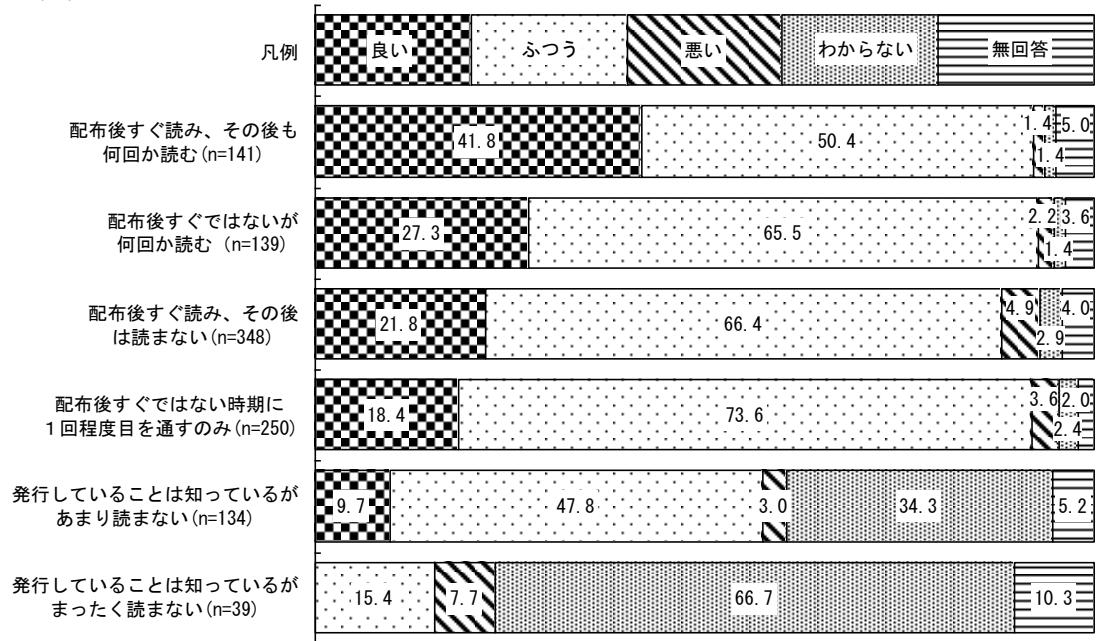 凡例
良い ふつう 悪い わからない 無回答
配布後すぐ読み、その後も
何回か読む(n=141)
41.8 50.4 1.4 1.4 5.0
配布後すぐではないが
何回か読む (n=139)
27.3 65.5 2.2 1.4 3.6
配布後すぐ読み、その後
は読まない(n=348)
21.8 66.4 4.9 2.9 4.0
配布後すぐではない時期に
１回程度目を通すのみ(n=250)
18.4 73.6 3.6 2.4 2.0
発行していることは知っているが
あまり読まない(n=134)
9.7 47.8 3.0 34.3 5.2
発行していることは知っているが
まったく読まない(n=39)
15.4 7.7 66.7 10.3